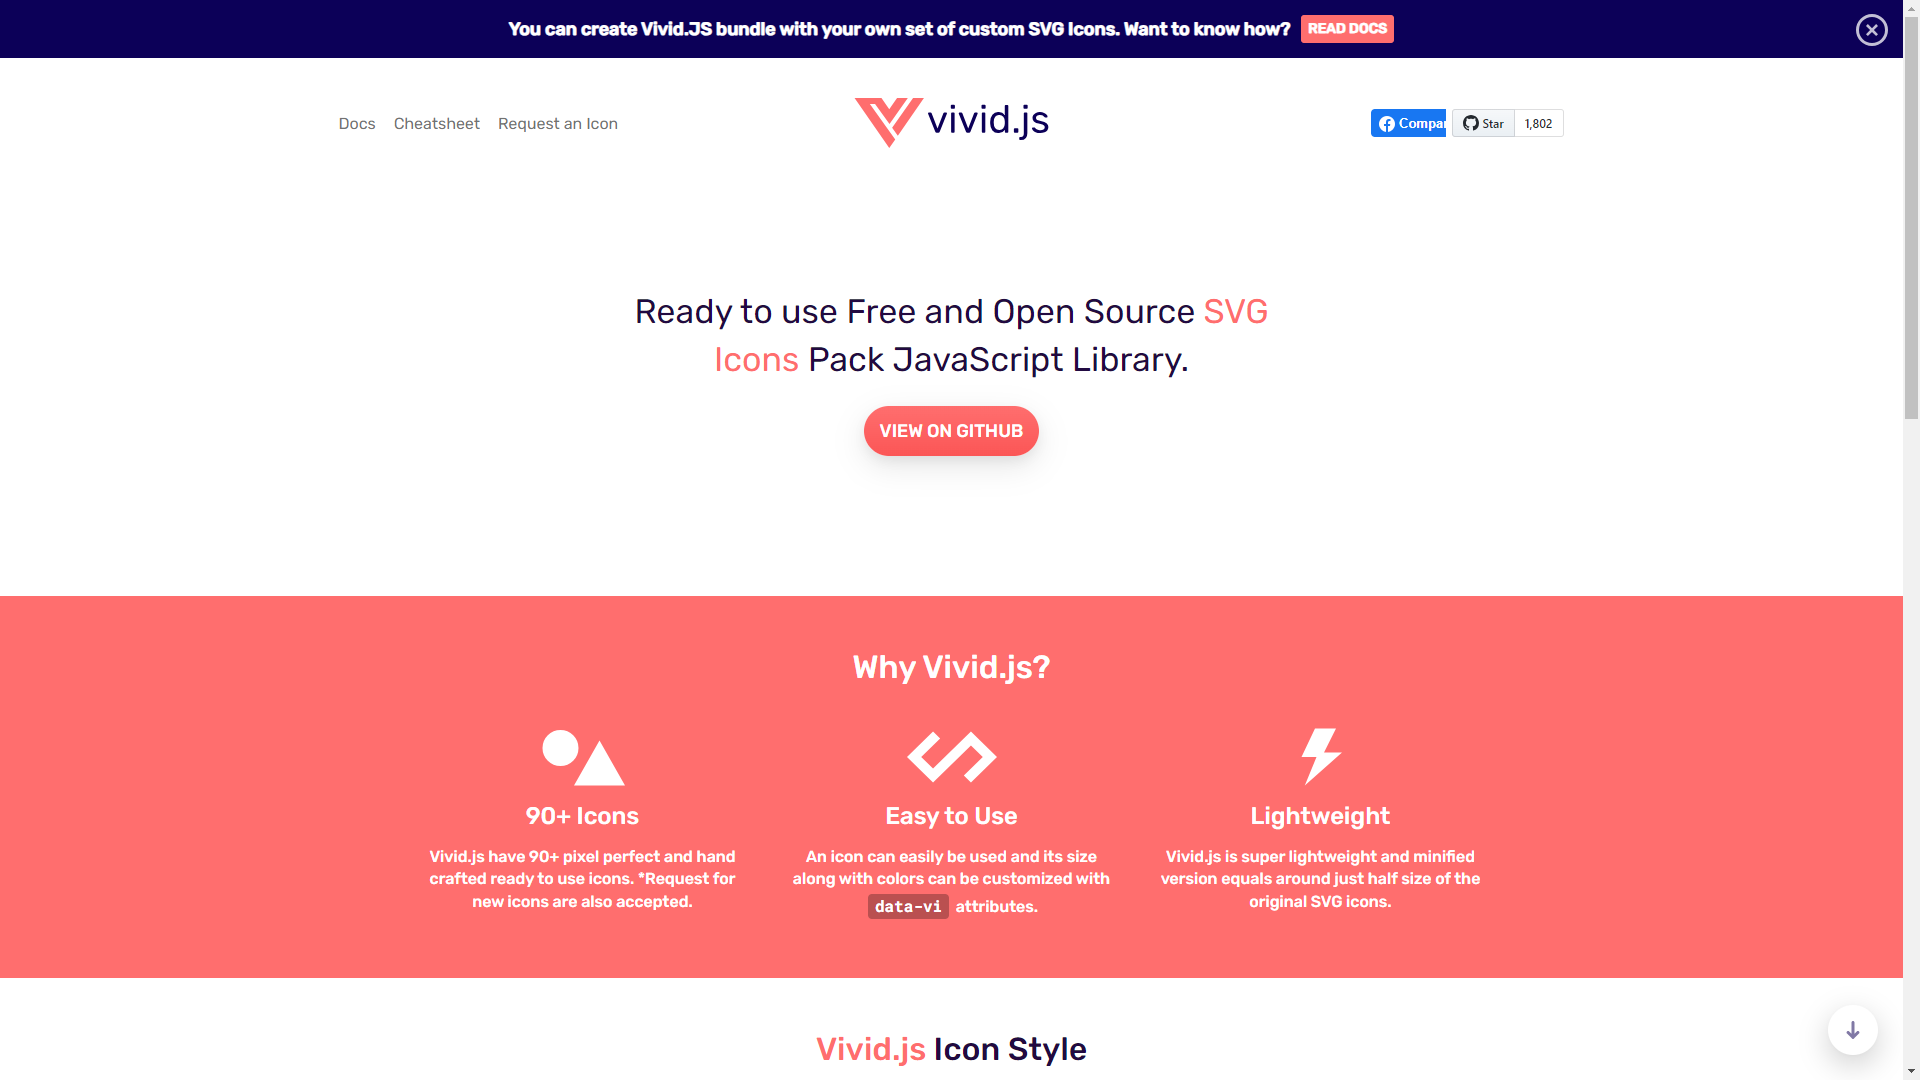 You can create Vivid.JS bundle with your own set of custom SVG Icons. Want to know how? READ DOCS
Docs Cheatsheet Request an Icon
vivid.js
Compar
Star 1,802
Ready to use Free and Open Source SVG
Icons Pack JavaScript Library.
VIEW ON GITHUB
Why Vivid.js?
90+ Icons
Vivid.js have 90+ pixel perfect and hand
crafted ready to use icons. *Request for
new icons are also accepted.
Easy to Use
An icon can easily be used and its size
along with colors can be customized with
data-vi attributes.
Lightweight
Vivid.js is super lightweight and minified
version equals around just half size of the
original SVG icons.
Vivid.js Icon Style